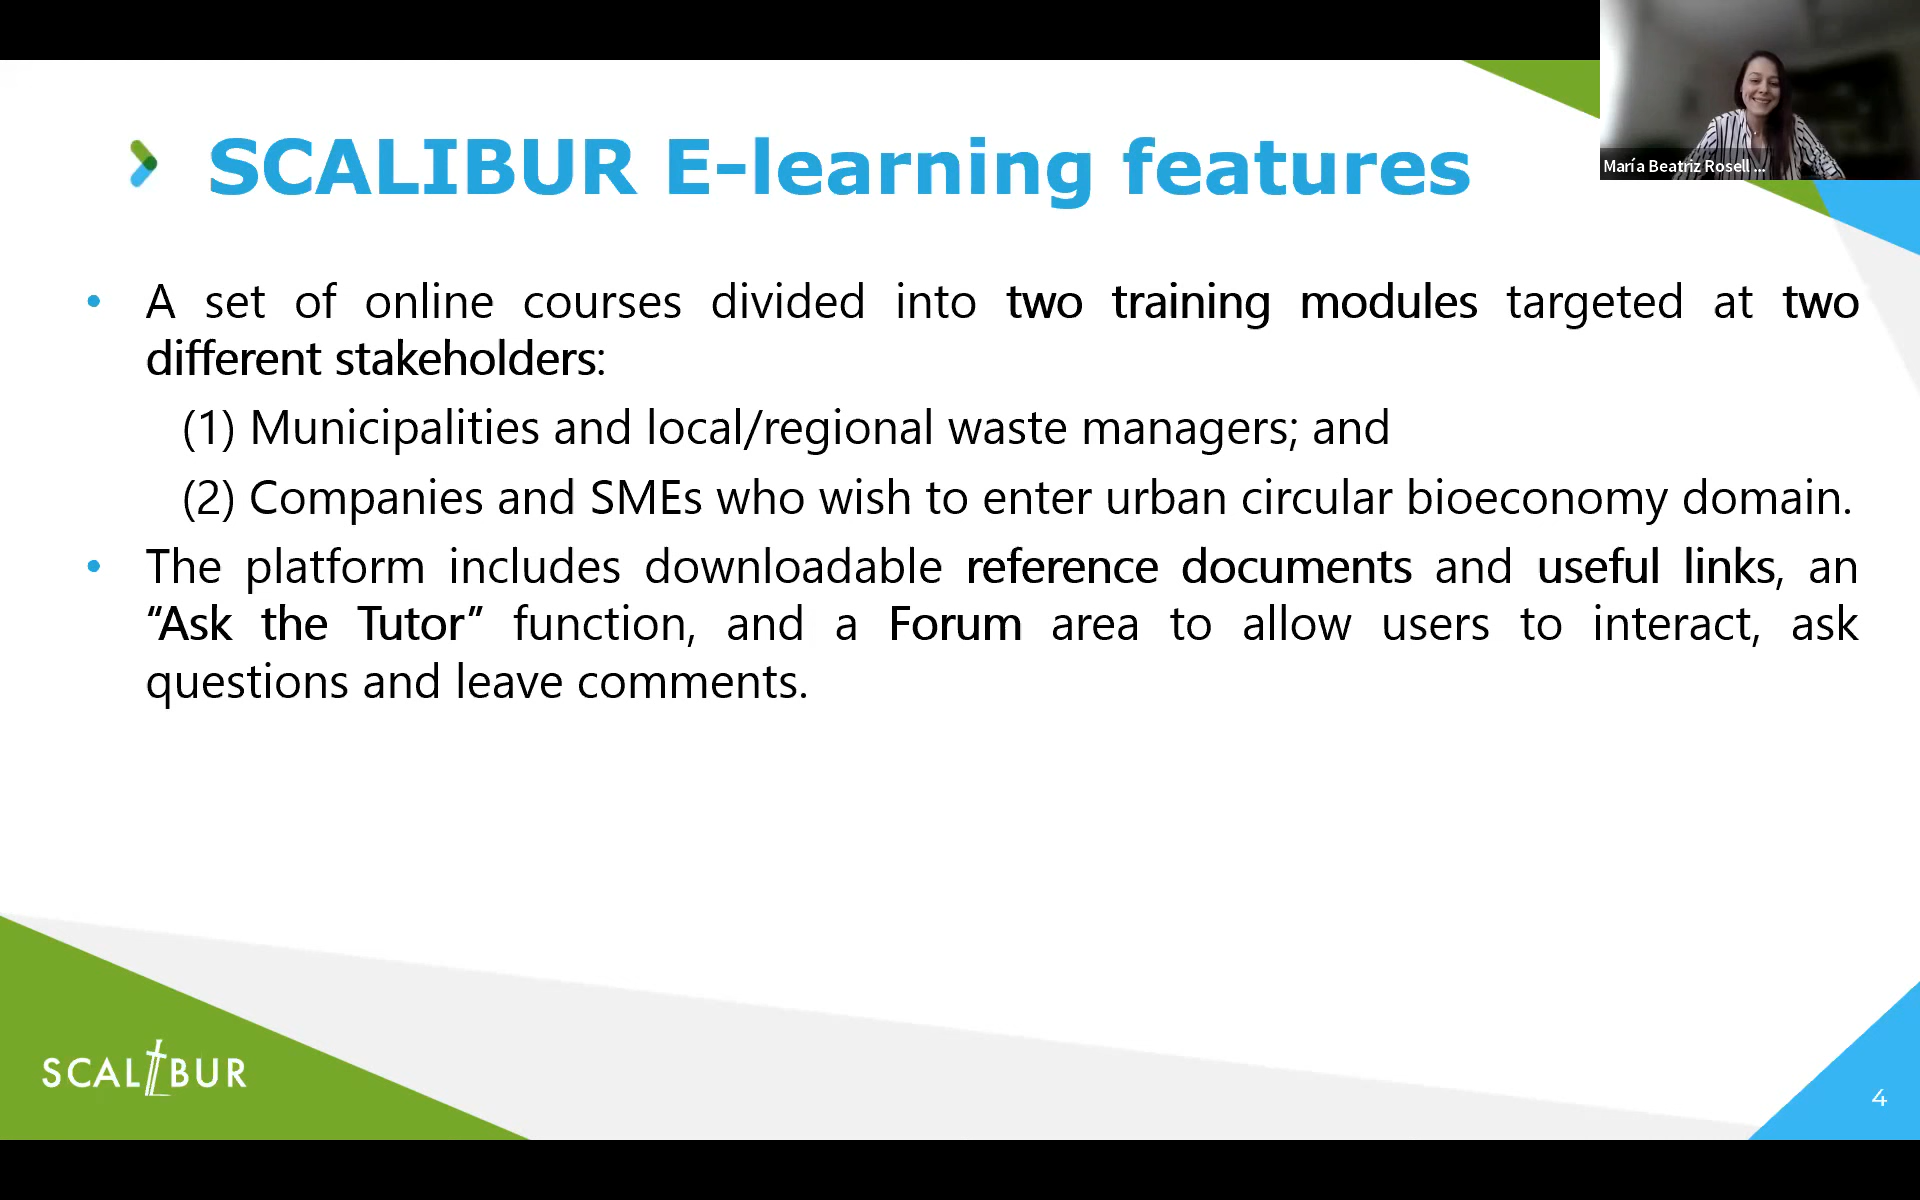 SCALIBUR E-learning features
María Beatriz Rosell ...
• A set of online courses divided into two training modules targeted at two
different stakeholders:
(1) Municipalities and local/regional waste managers; and
(2) Companies and SMEs who wish to enter urban circular bioeconomy domain.
• The platform includes downloadable reference documents and useful links, an
“Ask the Tutor” function, and a Forum area to allow users to interact, ask
questions and leave comments.
SCALIBUR
4